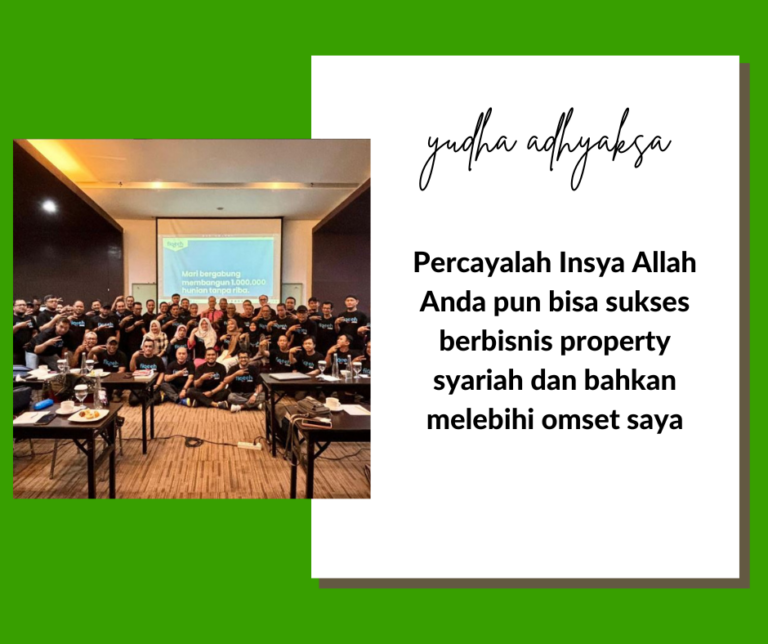 yudha adhyaksa
Percayalah Insya Allah
Anda pun bisa sukses
berbisnis property
syariah dan bahkan
melebihi omset saya
Mari bergabung
membangun 1.000.000
hunian tanpa riba.